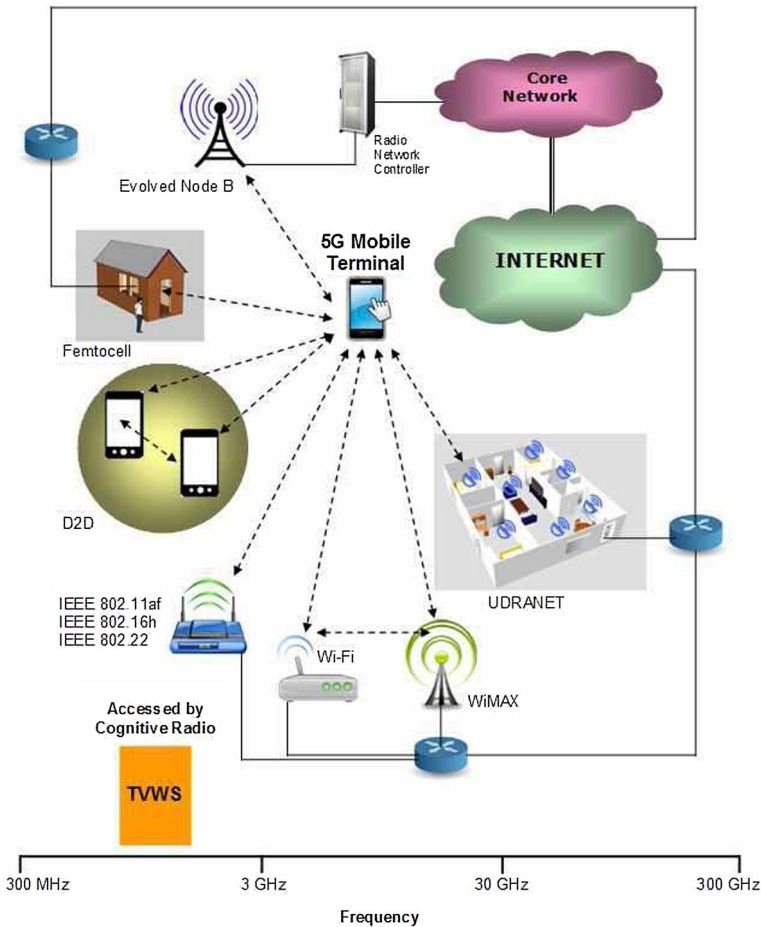 Core
Network
Radio
Network
Controller
Evolved Node B
5G Mobile
Terminal
INTERNET
Femtocell
D2D
UDRANET
IEEE 802.11af
IEEE 802.16h
IEEE 802.22
Wi-Fi
WiMAX
Accessed by
Cognitive Radio
TVWS
300 MHz
3 GHz
30 GHz
300 GHz
Frequency